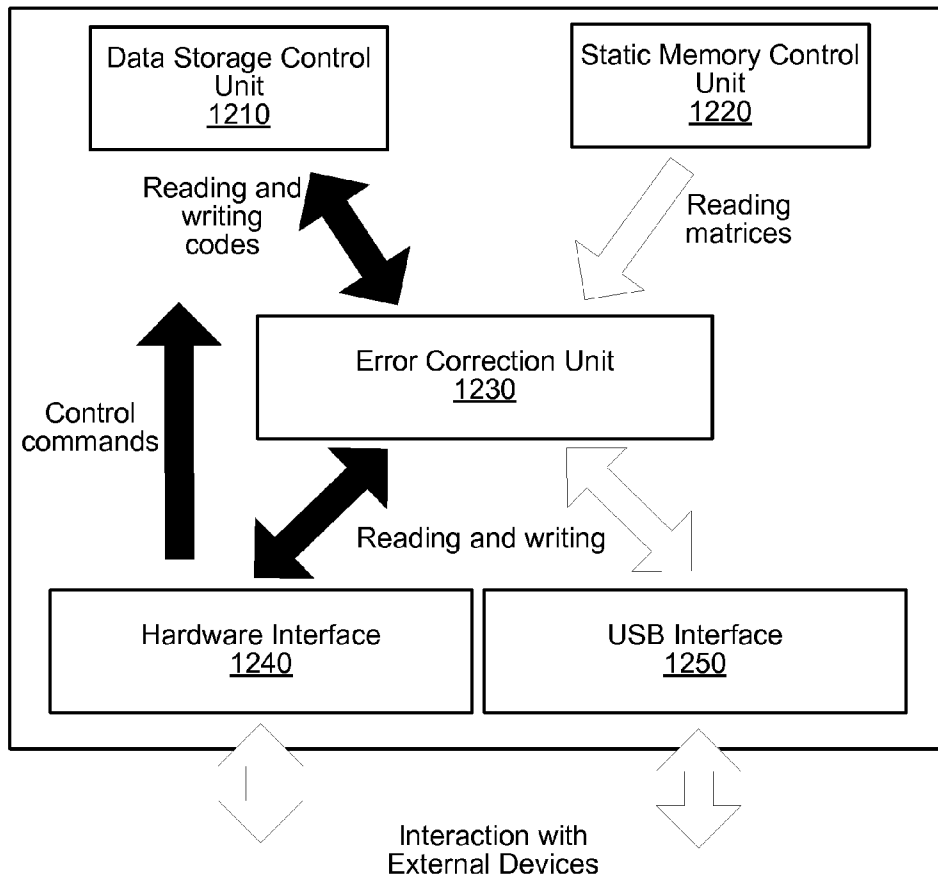 Data Storage Control
Unit
1210
Static Memory Control
Unit
1220
Reading and
writing
codes
Reading
matrices
Error Correction Unit
1230
Control
commands
Reading and writing
Hardware Interface
1240
USB Interface
1250
Interaction with
External Devices